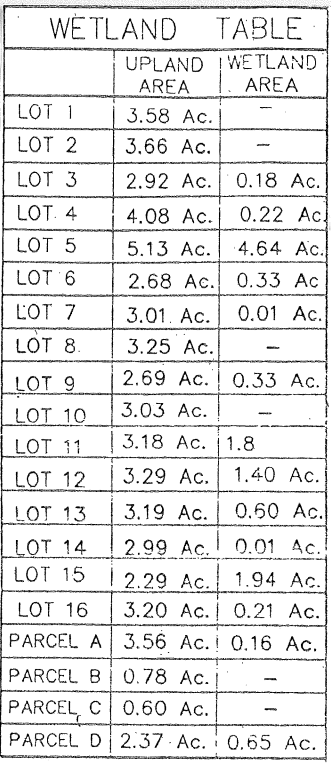 WETLAND TABLE
UPLAND AREA WETLAND AREA
LOT 1 3.58 Ac. –
LOT 2 3.66 Ac. –
LOT 3 2.92 Ac. 0.18 Ac.
LOT 4 4.08 Ac. 0.22 Ac.
LOT 5 5.13 Ac. 4.64 Ac.
LOT 6 2.68 Ac. 0.33 Ac
LOT 7 3.01 Ac. 0.01 Ac.
LOT 8 3.25 Ac. –
LOT 9 2.69 Ac. 0.33 Ac.
LOT 10 3.03 Ac. –
LOT 11 3.18 Ac. 1.8
LOT 12 3.29 Ac. 1.40 Ac.
LOT 13 3.19 Ac. 0.60 Ac.
LOT 14 2.99 Ac. 0.01 Ac.
LOT 15 2.29 Ac. 1.94 Ac.
LOT 16 3.20 Ac. 0.21 Ac.
PARCEL A 3.56 Ac. 0.16 Ac.
PARCEL B 0.78 Ac. –
PARCEL C 0.60 Ac. –
PARCEL D 2.37 Ac. 0.65 Ac.